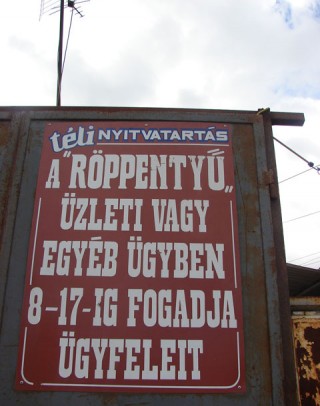 téli NYITVATARTÁS
A "RÖPPENTYŰ„
ÜZLETI VAGY
EGYÉB ÜGYBEN
8-17-IG FOGADJA
ÜGYFELEIT